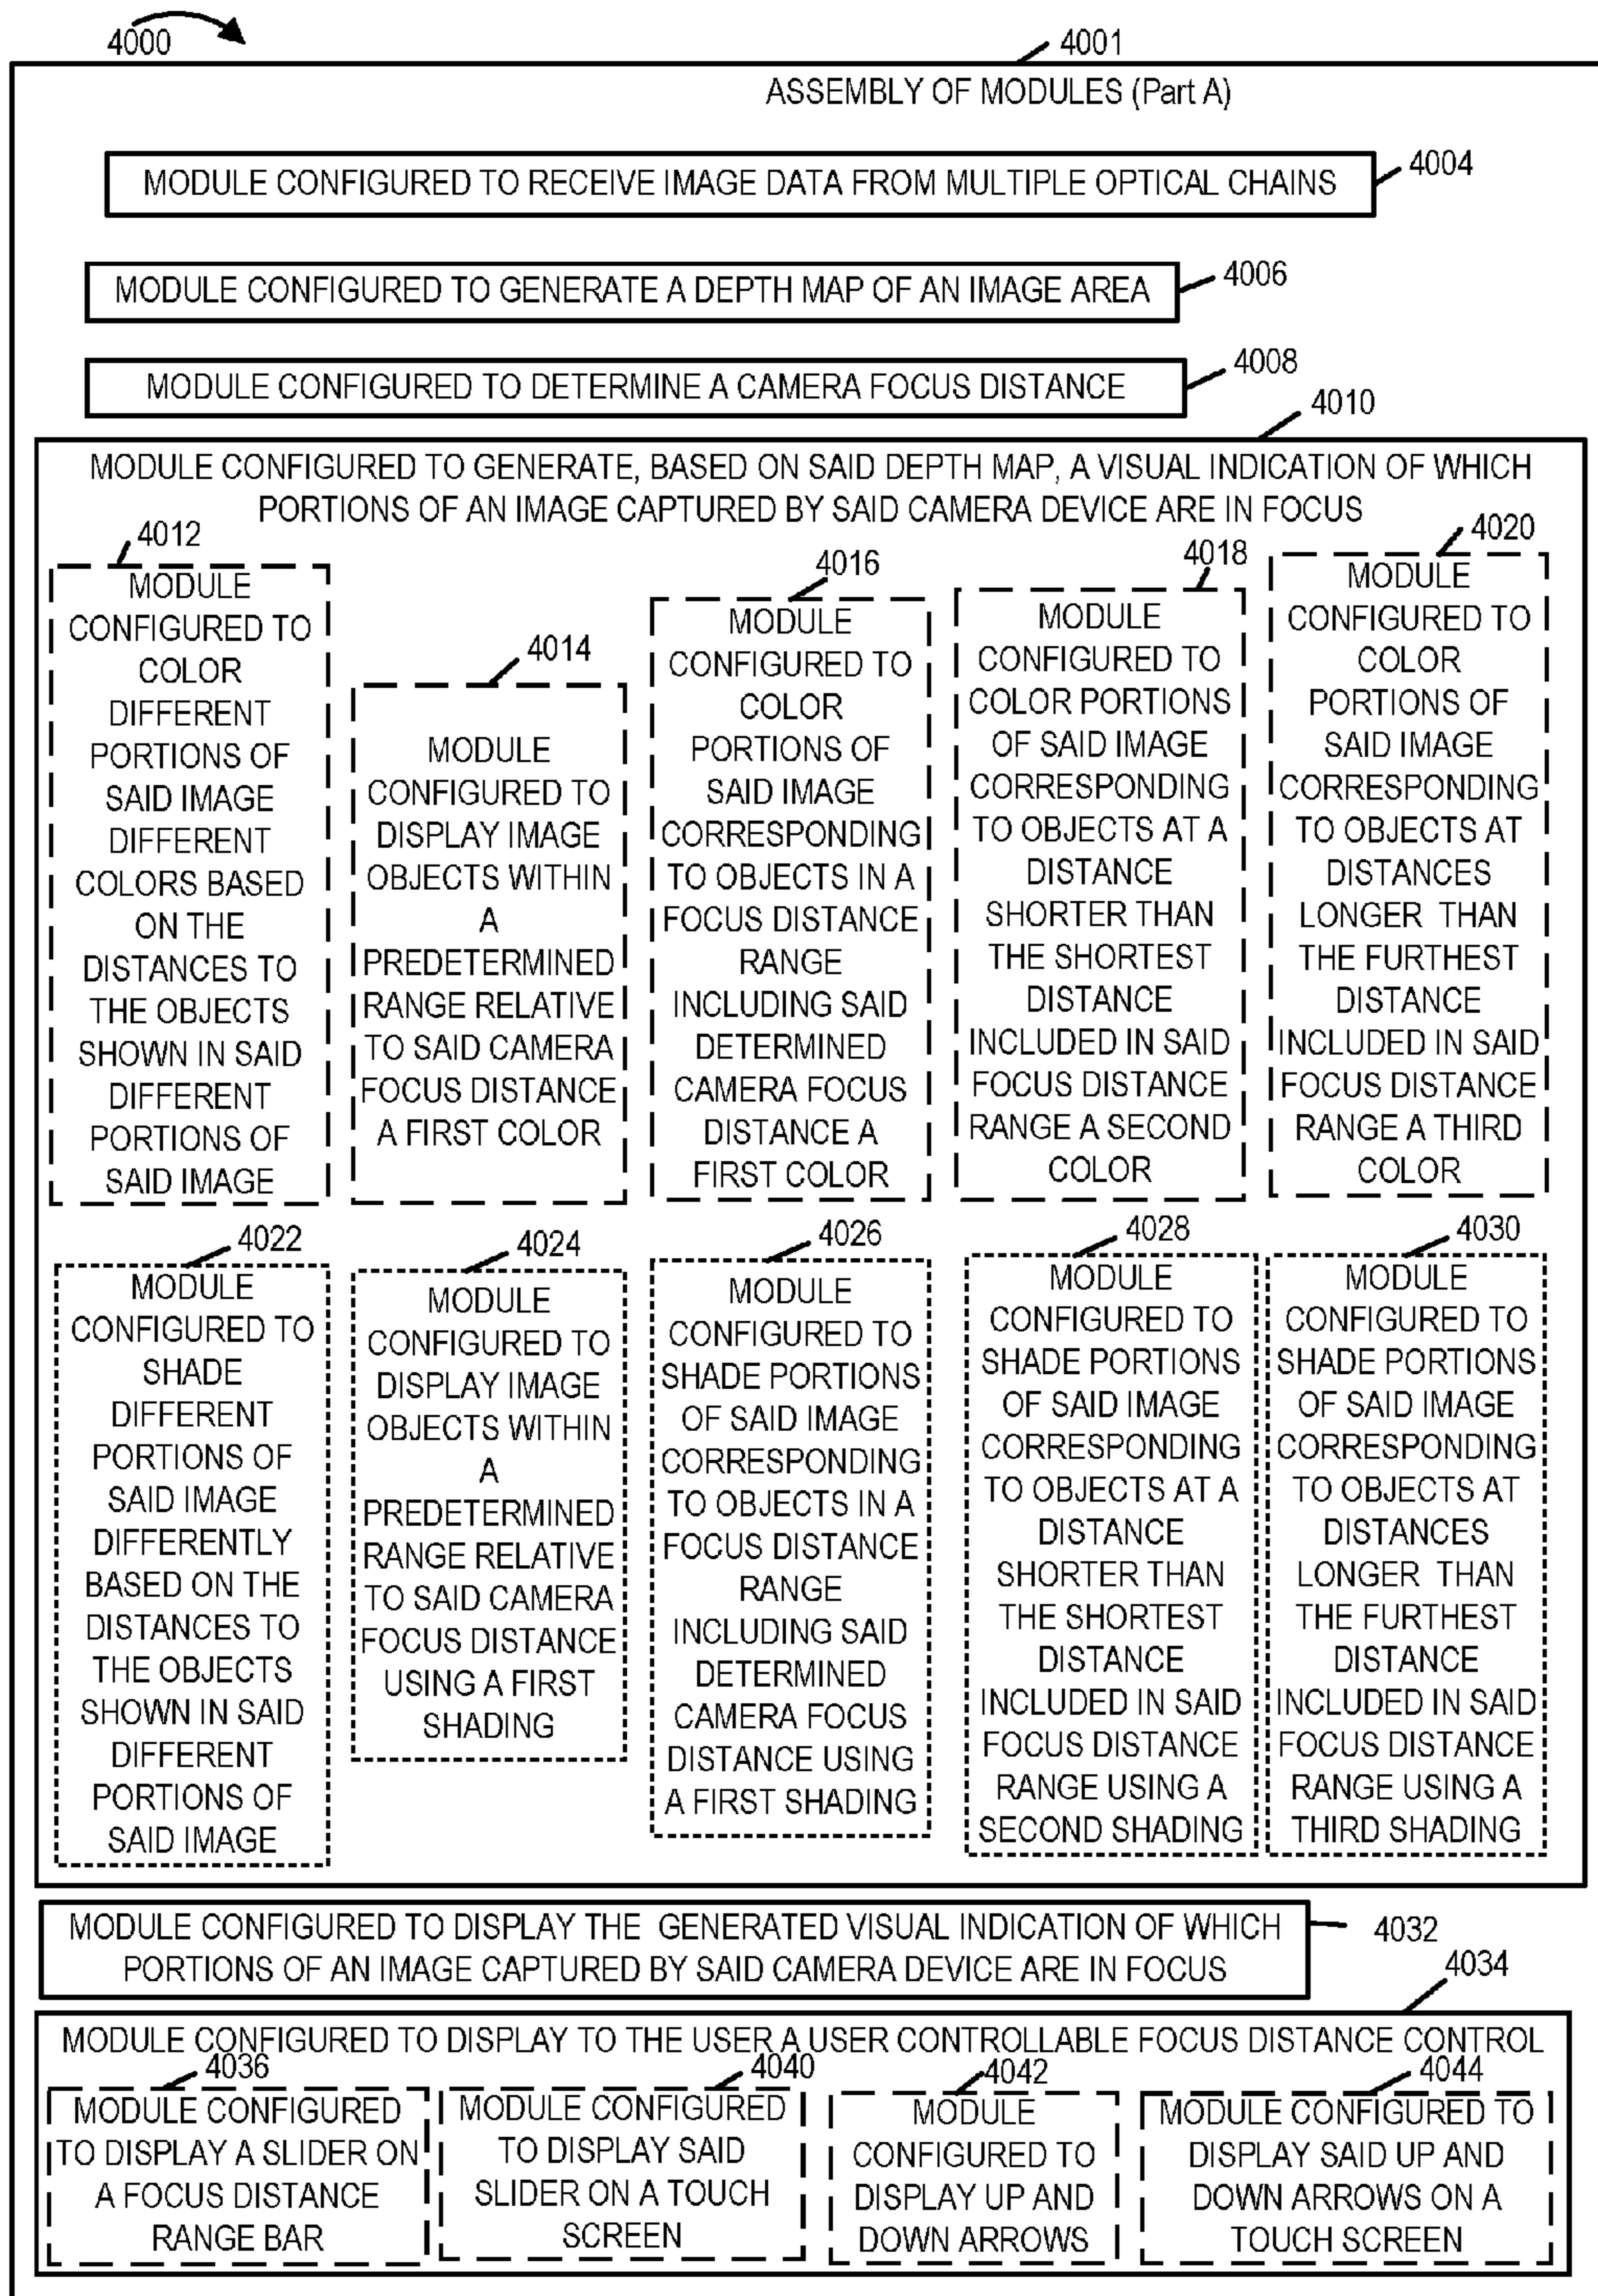 4000
4001
ASSEMBLY OF MODULES (Part A)
4004
MODULE CONFIGURED TO RECEIVE IMAGE DATA FROM MULTIPLE OPTICAL CHAINS
4006
MODULE CONFIGURED TO GENERATE A DEPTH MAP OF AN IMAGE AREA
4008
MODULE CONFIGURED TO DETERMINE A CAMERA FOCUS DISTANCE
4010
MODULE CONFIGURED TO GENERATE, BASED ON SAID DEPTH MAP, A VISUAL INDICATION OF WHICH
PORTIONS OF AN IMAGE CAPTURED BY SAID CAMERA DEVICE ARE IN FOCUS
4012
MODULE
CONFIGURED TO
COLOR
DIFFERENT
PORTIONS OF
SAID IMAGE
DIFFERENT
COLORS BASED
ON THE
DISTANCES TO
THE OBJECTS
SHOWN IN SAID
DIFFERENT
PORTIONS OF
SAID IMAGE
4014
MODULE
CONFIGURED TO
DISPLAY IMAGE
OBJECTS WITHIN
A
PREDETERMINED
RANGE RELATIVE
TO SAID CAMERA
FOCUS DISTANCE
A FIRST COLOR
4016
MODULE
CONFIGURED TO
COLOR
PORTIONS OF
SAID IMAGE
CORRESPONDING
TO OBJECTS IN A
FOCUS DISTANCE
RANGE
INCLUDING SAID
DETERMINED
CAMERA FOCUS
DISTANCE A
FIRST COLOR
4018
MODULE
CONFIGURED TO
COLOR PORTIONS
OF SAID IMAGE
CORRESPONDING
TO OBJECTS AT A
DISTANCE
SHORTER THAN
THE SHORTEST
DISTANCE
INCLUDED IN SAID
FOCUS DISTANCE
RANGE A SECOND
COLOR
4020
MODULE
CONFIGURED TO
COLOR
PORTIONS OF
SAID IMAGE
CORRESPONDING
TO OBJECTS AT
DISTANCES
LONGER THAN
THE FURTHEST
DISTANCE
INCLUDED IN SAID
FOCUS DISTANCE
RANGE A THIRD
COLOR
4022
MODULE
CONFIGURED TO
SHADE
DIFFERENT
PORTIONS OF
SAID IMAGE
DIFFERENTLY
BASED ON THE
DISTANCES TO
THE OBJECTS
SHOWN IN SAID
DIFFERENT
PORTIONS OF
SAID IMAGE
4024
MODULE
CONFIGURED TO
DISPLAY IMAGE
OBJECTS WITHIN
A
PREDETERMINED
RANGE RELATIVE
TO SAID CAMERA
FOCUS DISTANCE
USING A FIRST
SHADING
4026
MODULE
CONFIGURED TO
SHADE PORTIONS
OF SAID IMAGE
CORRESPONDING
TO OBJECTS IN A
FOCUS DISTANCE
RANGE
INCLUDING SAID
DETERMINED
CAMERA FOCUS
DISTANCE USING
A FIRST SHADING
4028
MODULE
CONFIGURED TO
SHADE PORTIONS
OF SAID IMAGE
CORRESPONDING
TO OBJECTS AT A
DISTANCE
SHORTER THAN
THE SHORTEST
DISTANCE
INCLUDED IN SAID
FOCUS DISTANCE
RANGE USING A
SECOND SHADING
4030
MODULE
CONFIGURED TO
SHADE PORTIONS
OF SAID IMAGE
CORRESPONDING
TO OBJECTS AT
DISTANCES
LONGER THAN
THE FURTHEST
DISTANCE
INCLUDED IN SAID
FOCUS DISTANCE
RANGE USING A
THIRD SHADING
MODULE CONFIGURED TO DISPLAY THE GENERATED VISUAL INDICATION OF WHICH
PORTIONS OF AN IMAGE CAPTURED BY SAID CAMERA DEVICE ARE IN FOCUS
4032
4034
MODULE CONFIGURED TO DISPLAY TO THE USER A USER CONTROLLABLE FOCUS DISTANCE CONTROL
4036
MODULE CONFIGURED
TO DISPLAY A SLIDER ON
A FOCUS DISTANCE
RANGE BAR
4040
MODULE CONFIGURED
TO DISPLAY SAID
SLIDER ON A TOUCH
SCREEN
4042
MODULE
CONFIGURED TO
DISPLAY UP AND
DOWN ARROWS
4044
MODULE CONFIGURED TO
DISPLAY SAID UP AND
DOWN ARROWS ON A
TOUCH SCREEN